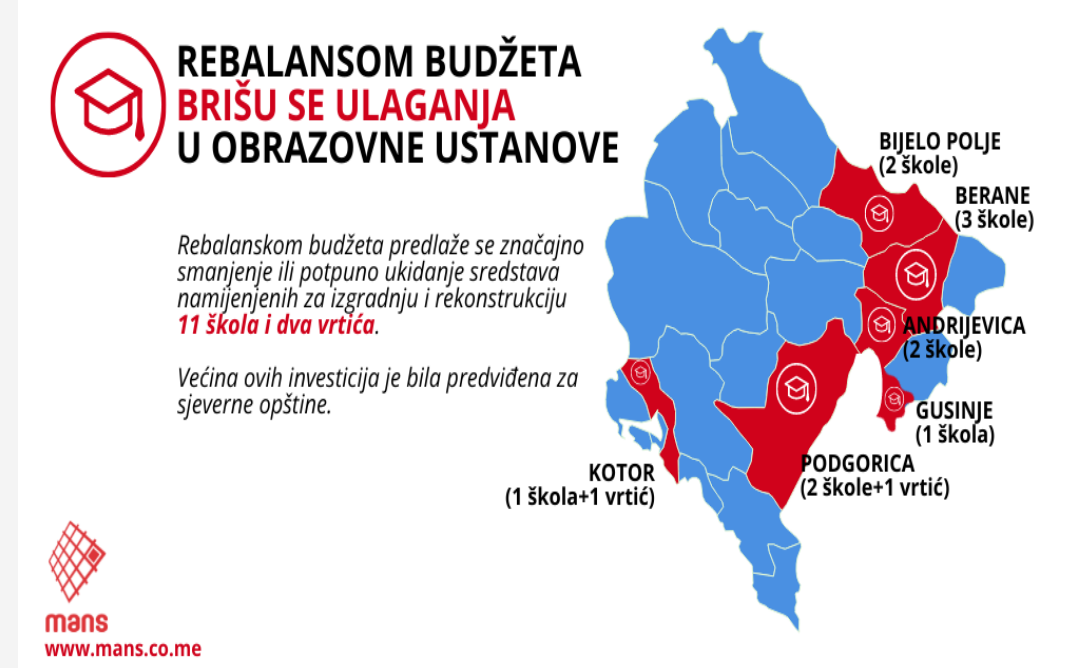 REBALANSOM BUDŽETA
BRIŠU SE ULAGANJA
U OBRAZOVNE USTANOVE
Rebalanskom budžeta predlaže se značajno
smanjenje ili potpuno ukidanje sredstava
namijenjenih za izgradnju i rekonstrukciju
11 škola i dva vrtića.
Većina ovih investicija je bila predviđena za
sjeverne opštine.
BIJELO POLJE
(2 škole)
BERANE
(3 škole)
ANDRIJEVICA
(2 škole)
GUSINJE
(1 škola)
PODGORICA
(2 škole+1 vrtić)
KOTOR
(1 škola+1 vrtić)
mans
www.mans.co.me